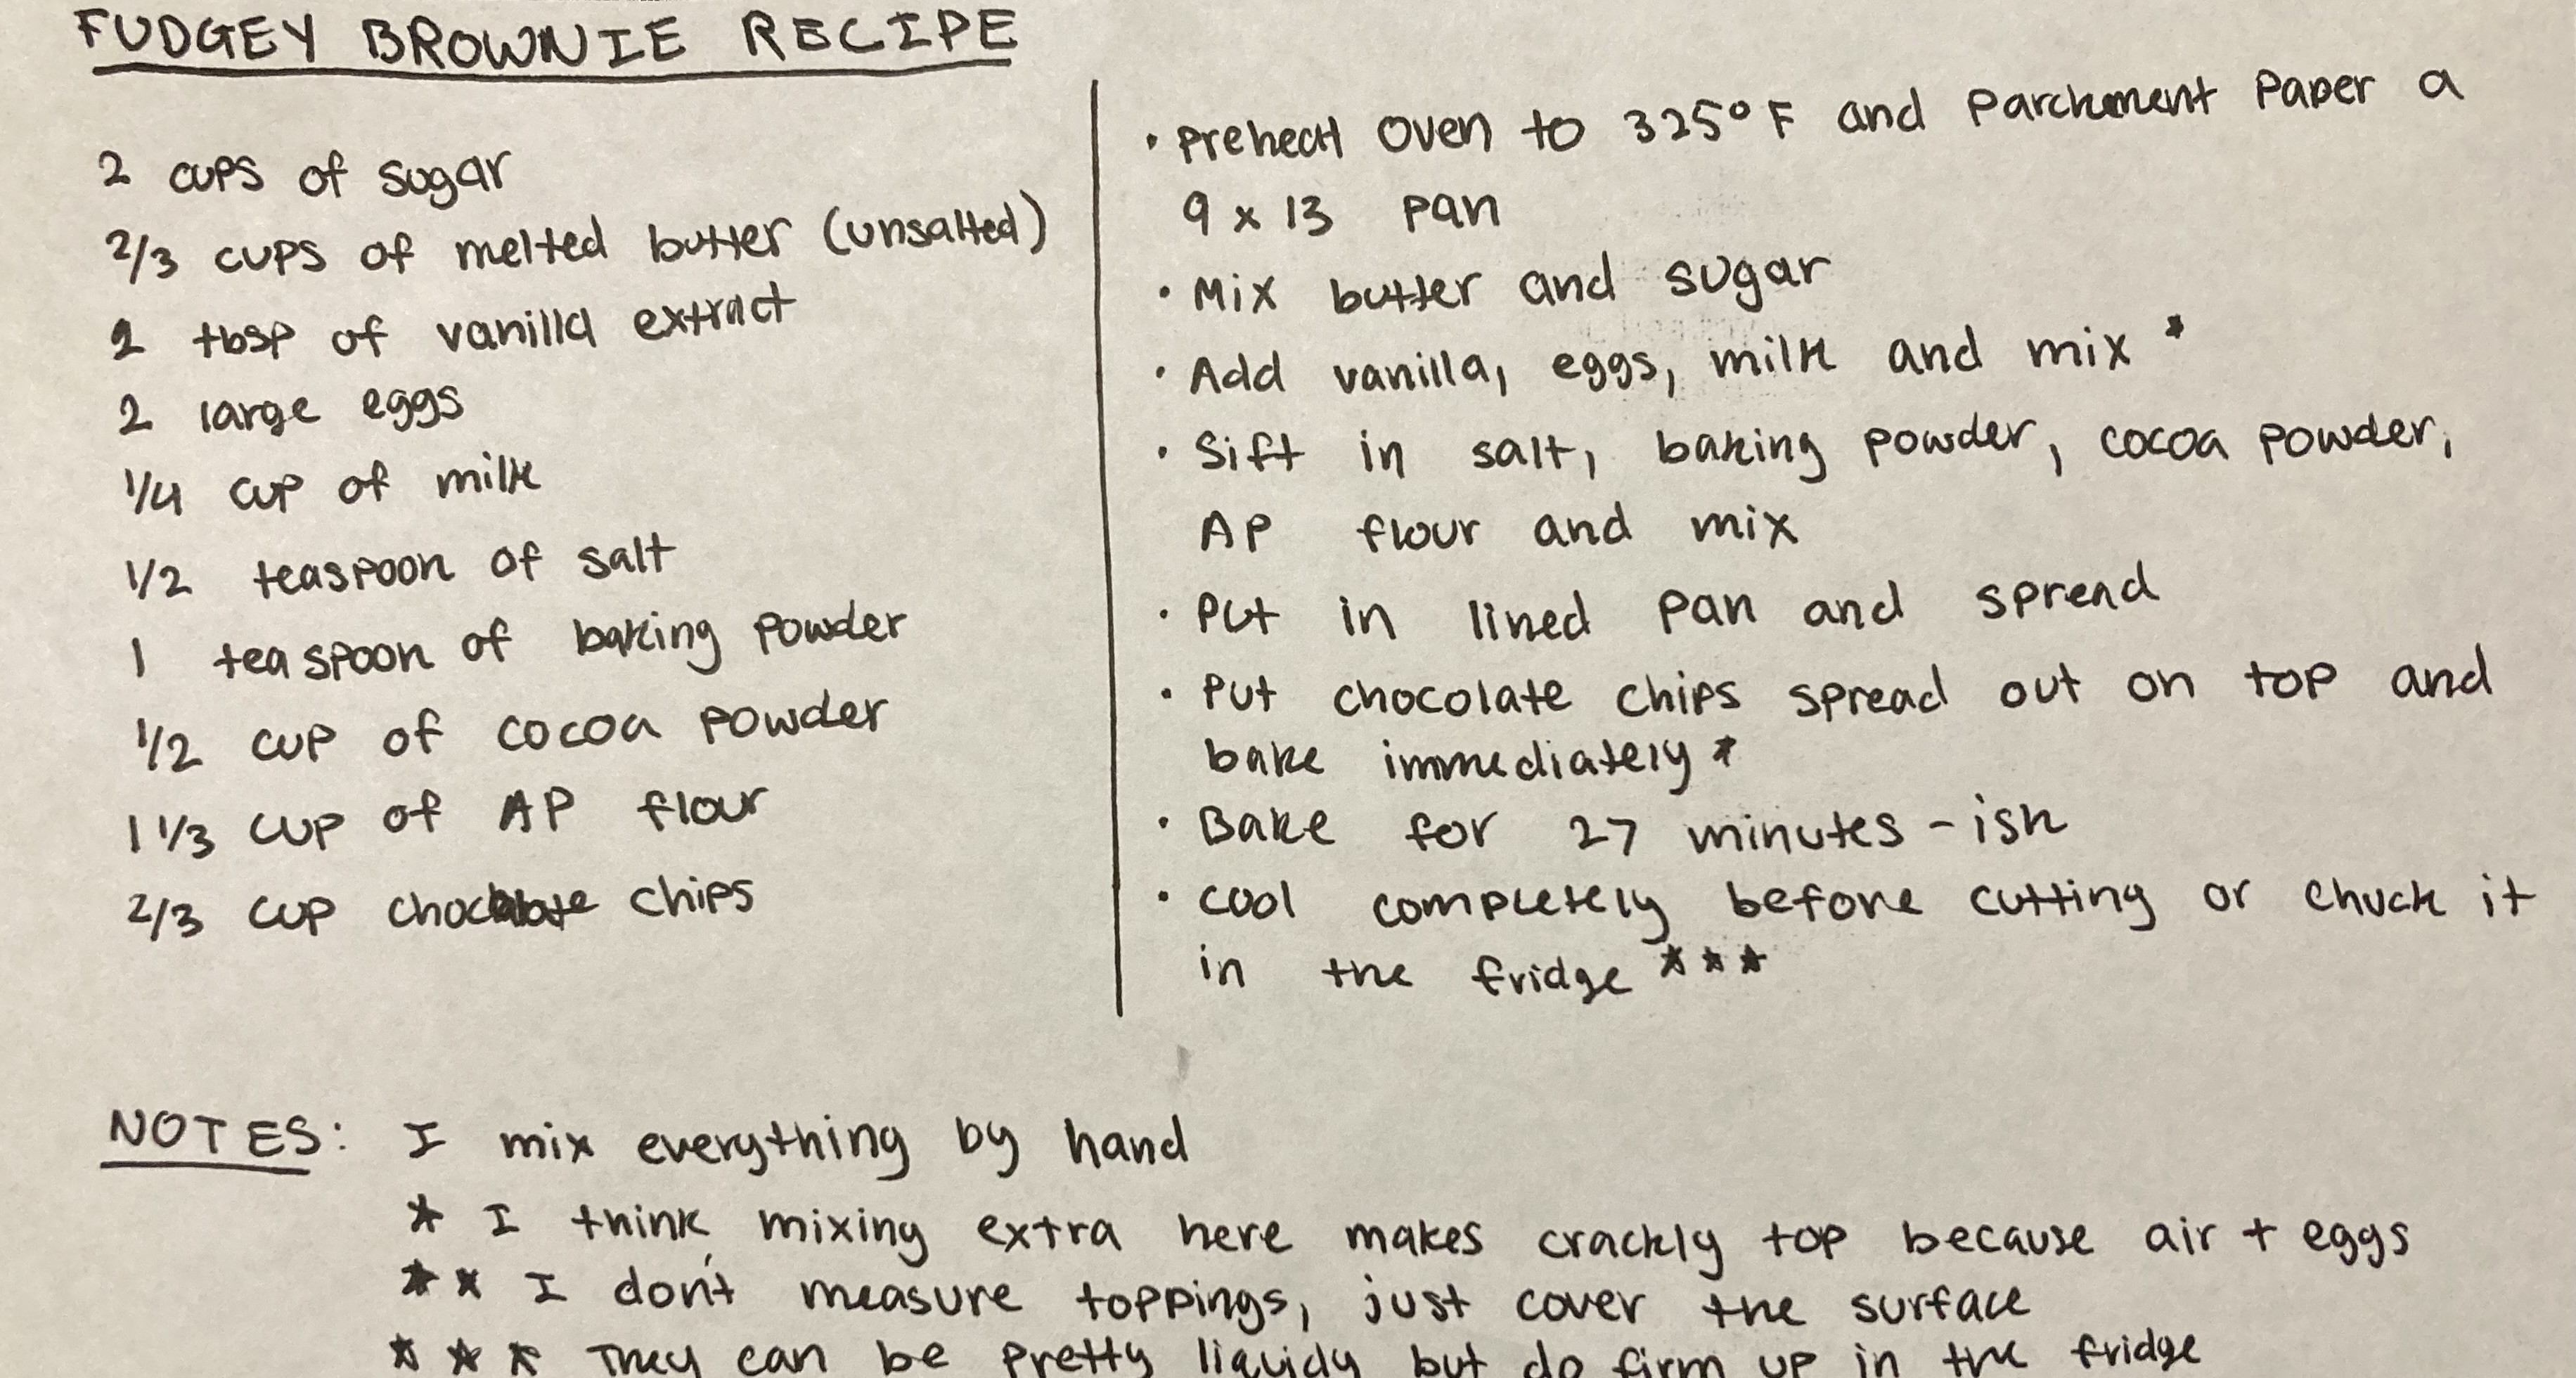 FUDGEY BROWNIE RECIPE
2 cups of sugar
2/3 cups of melted butter (unsalted)
2 tbsp of vanilla extract
2 large eggs
1/4 cup of milk
1/2 teaspoon of salt
1 teaspoon of baking powder
1/2 cup of cocoa powder
1 1/3 cup of AP flour
2/3 cup chocolate chips
• Preheat oven to 325°F and Parchment Paper a
9 x 13 pan
• Mix butter and sugar
• Add vanilla, eggs, milk and mix *
• Sift in salt, baking powder, cocoa powder,
AP flour and mix
• Put in lined pan and spread
• Put chocolate chips spread out on top and
bake immediately *
• Bake for 27 minutes - ish
• Cool completely before cutting or chuck it
in the fridge ***
NOTES: I mix everything by hand
* I think mixing extra here makes crackly top because air + eggs
** I don't measure toppings, just cover the surface
*** They can be pretty liquidy but do firm up in the fridge